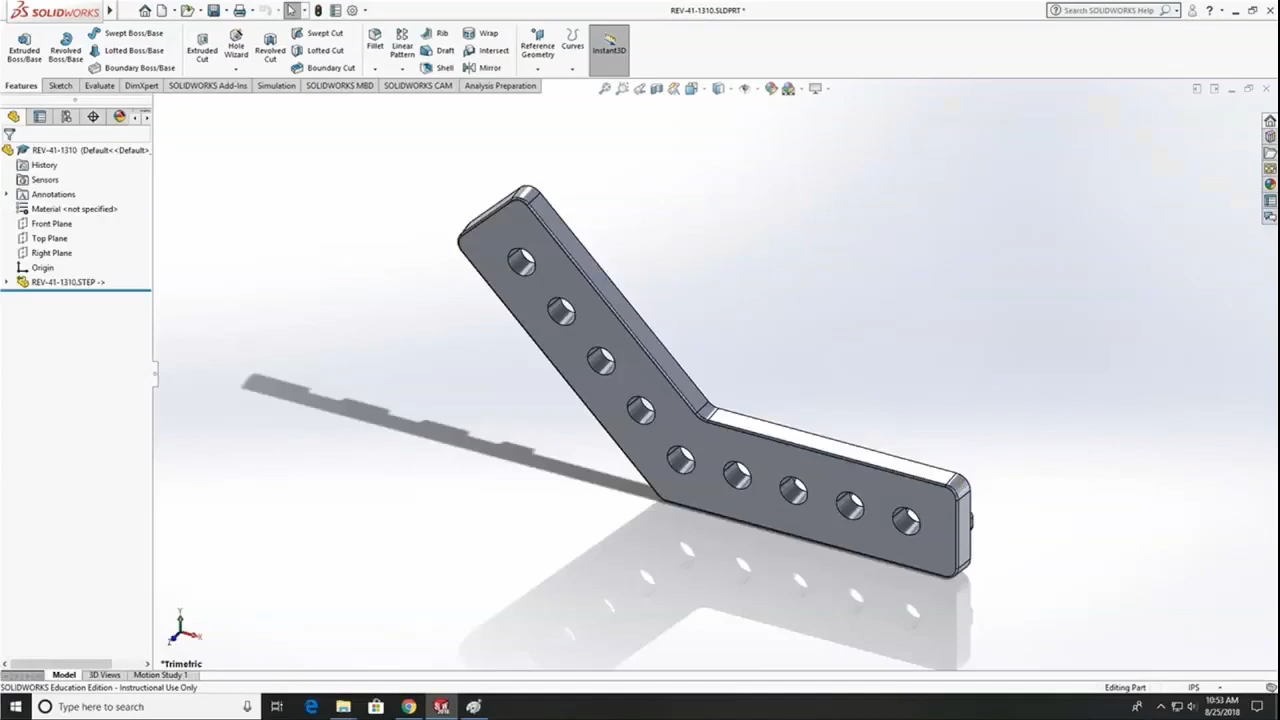 SOLIDWORKS
REV-41-1310.SLDPRT *
Search SOLIDWORKS Help
Extruded Boss/Base
Revolved Boss/Base
Swept Boss/Base
Lofted Boss/Base
Boundary Boss/Base
Extruded Cut
Hole Wizard
Revolved Cut
Swept Cut
Lofted Cut
Boundary Cut
Fillet
Linear Pattern
Rib
Draft
Shell
Wrap
Intersect
Mirror
Reference Geometry
Curves
Instant3D
Features Sketch Evaluate DimXpert SOLIDWORKS Add-Ins Simulation SOLIDWORKS MBD SOLIDWORKS CAM Analysis Preparation
REV-41-1310 (Default<<Default>_
History
Sensors
Annotations
Material <not specified>
Front Plane
Top Plane
Right Plane
Origin
REV-41-1310.STEP ->
Y
X
Z
*Trimetric
Model 3D Views Motion Study 1
SOLIDWORKS Education Edition - Instructional Use Only
Editing Part
IPS
Type here to search
10:53 AM
8/25/2018